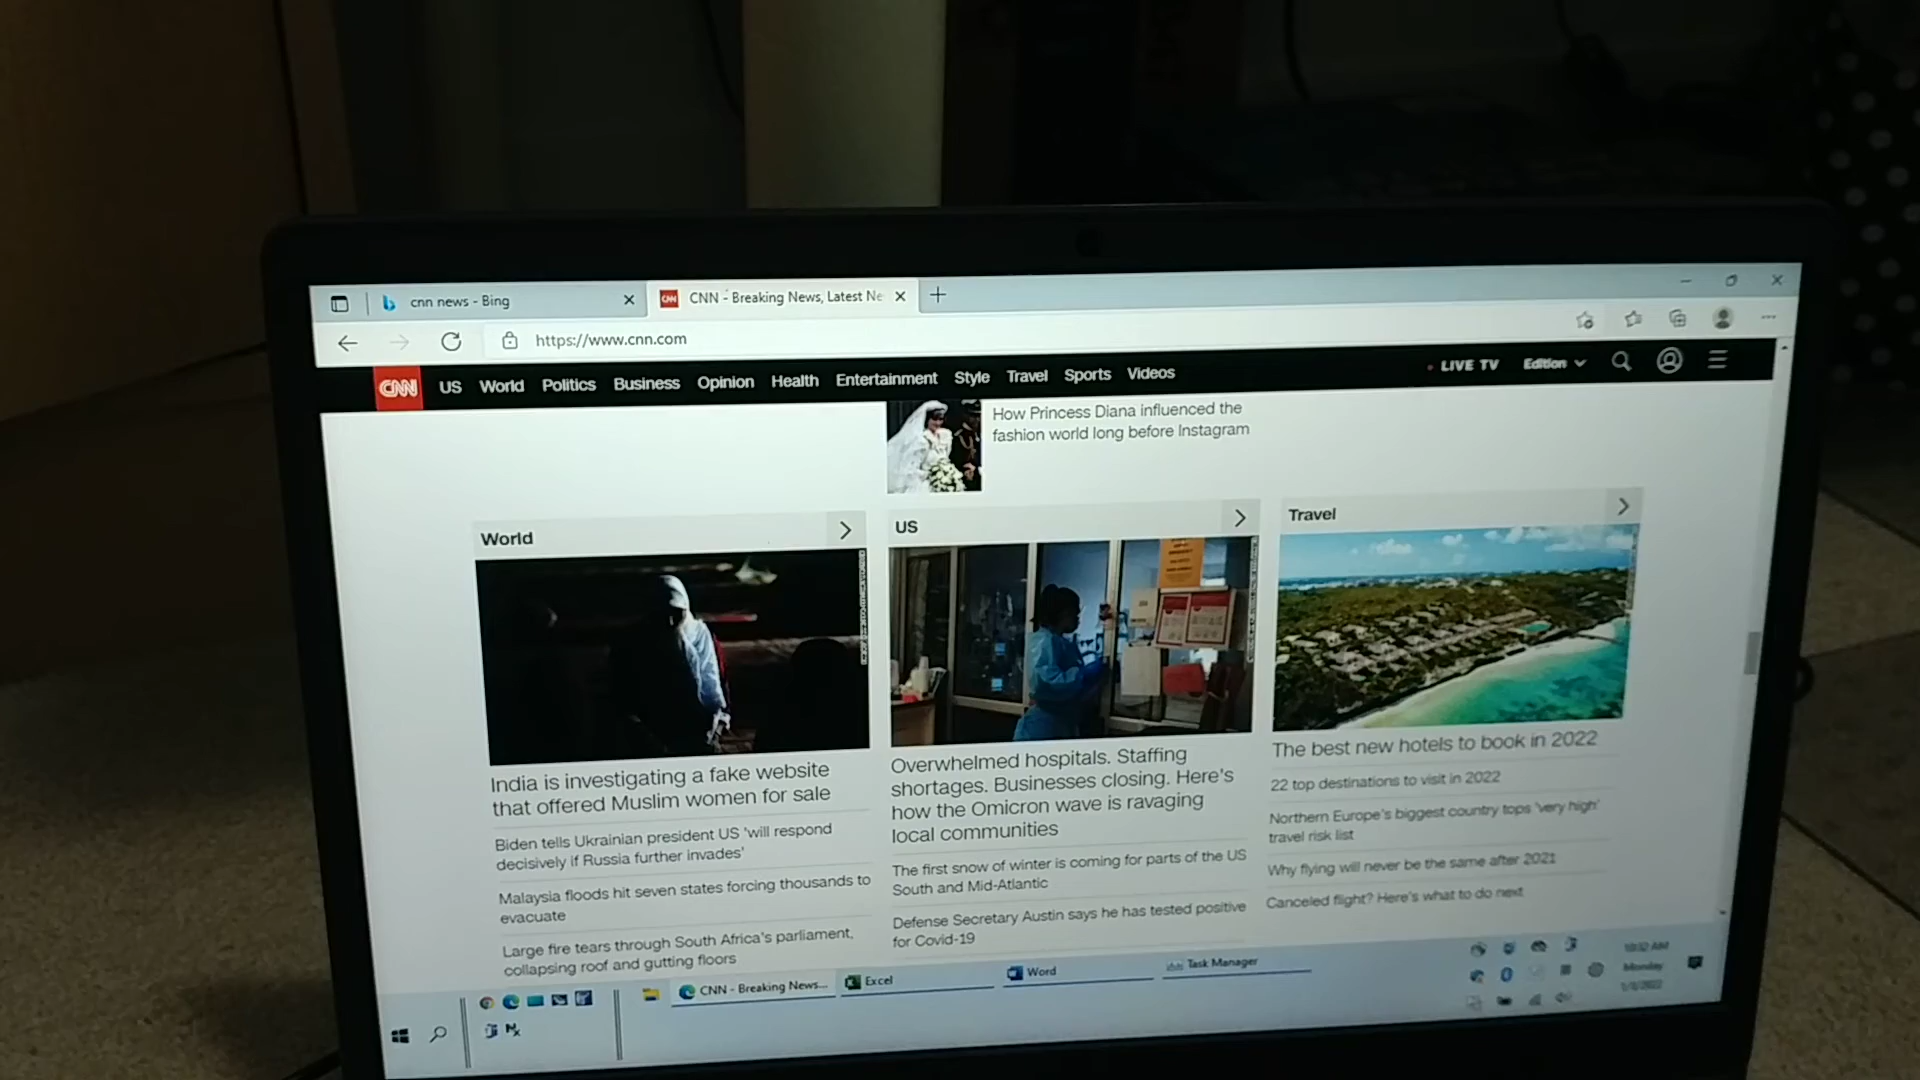 cnn news - Bing
CNN - Breaking News, Latest Ne
https://www.cnn.com
CNN US World Politics Business Opinion Health Entertainment Style Travel Sports Videos LIVE TV Edition
How Princess Diana influenced the
fashion world long before Instagram
World
India is investigating a fake website
that offered Muslim women for sale
Biden tells Ukrainian president US 'will respond
decisively if Russia further invades'
Malaysia floods hit seven states forcing thousands to
evacuate
Large fire tears through South Africa's parliament,
collapsing roof and gutting floors
US
Overwhelmed hospitals. Staffing
shortages. Businesses closing. Here's
how the Omicron wave is ravaging
local communities
The first snow of winter is coming for parts of the US
South and Mid-Atlantic
Defense Secretary Austin says he has tested positive
for Covid-19
Travel
The best new hotels to book in 2022
22 top destinations to visit in 2022
Northern Europe's biggest country tops 'very high'
travel risk list
Why flying will never be the same after 2021
Canceled flight? Here's what to do next
CNN - Breaking News...
Excel
Word
Task Manager
10:02 AM
Monday